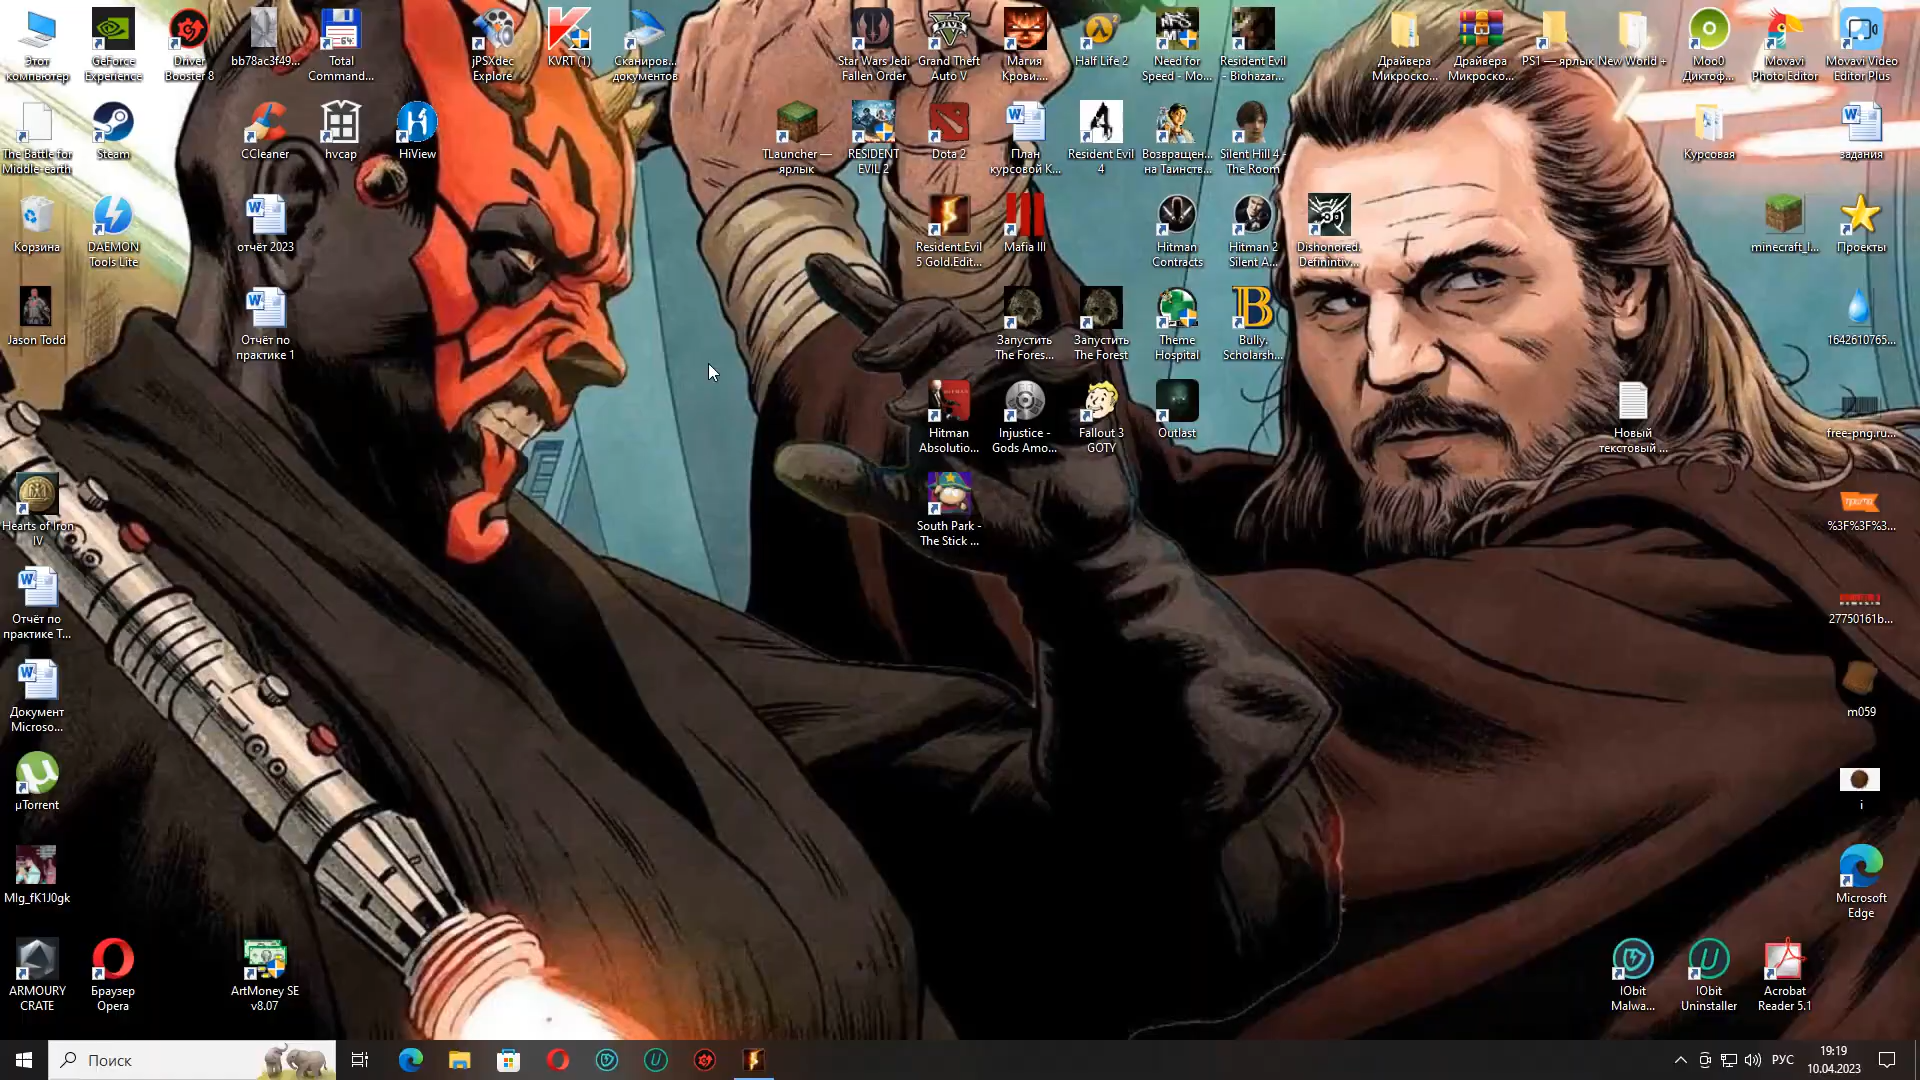 Этот
компьютер
GeForce
Experience
Driver
Booster 8
bb78ac3f49...
Total
Command...
jPSXdec
Explore
KVRT (1)
Сканиров...
документов
Star Wars Jedi
Fallen Order
Grand Theft
Auto V
Магия
Крови....
Half Life 2
Need for
Speed - Mo...
Resident Evil
- Biohazar...
Драйвера
Микроско...
Драйвера
Микроско...
PS1 — ярлык
New World +
Moo0
Диктоф...
Movavi
Photo Editor
Movavi Video
Editor Plus
The Battle for
Middle-earth
Steam
CCleaner
hvcap
HiView
TLauncher —
ярлык
RESIDENT
EVIL 2
Dota 2
План
курсовой К...
Resident Evil
4
Возвращен...
на Таинств...
Silent Hill 4 -
The Room
Курсовая
задания
Корзина
DAEMON
Tools Lite
отчёт 2023
Resident Evil
5 Gold.Edit...
Mafia III
Hitman
Contracts
Hitman 2
Silent A...
Dishonored.
Definintiv...
minecraft_l...
Проекты
Jason Todd
Отчёт по
практике 1
Запустить
The Fores...
Запустить
The Forest
Theme
Hospital
Bully.
Scholarsh...
1642610765...
Hitman
Absolutio...
Injustice -
Gods Amo...
Fallout 3
GOTY
Outlast
Новый
текстовый ...
free-png.ru...
Hearts of Iron
IV
South Park -
The Stick ...
%3F%3F%3...
Отчёт по
практике Т...
27750161b...
Документ
Microso...
m059
µTorrent
i
Mlg_fK1J0gk
Microsoft
Edge
ARMOURY
CRATE
Браузер
Opera
ArtMoney SE
v8.07
IObit
Malwa...
IObit
Uninstaller
Acrobat
Reader 5.1
Поиск
РУС
19:19
10.04.2023